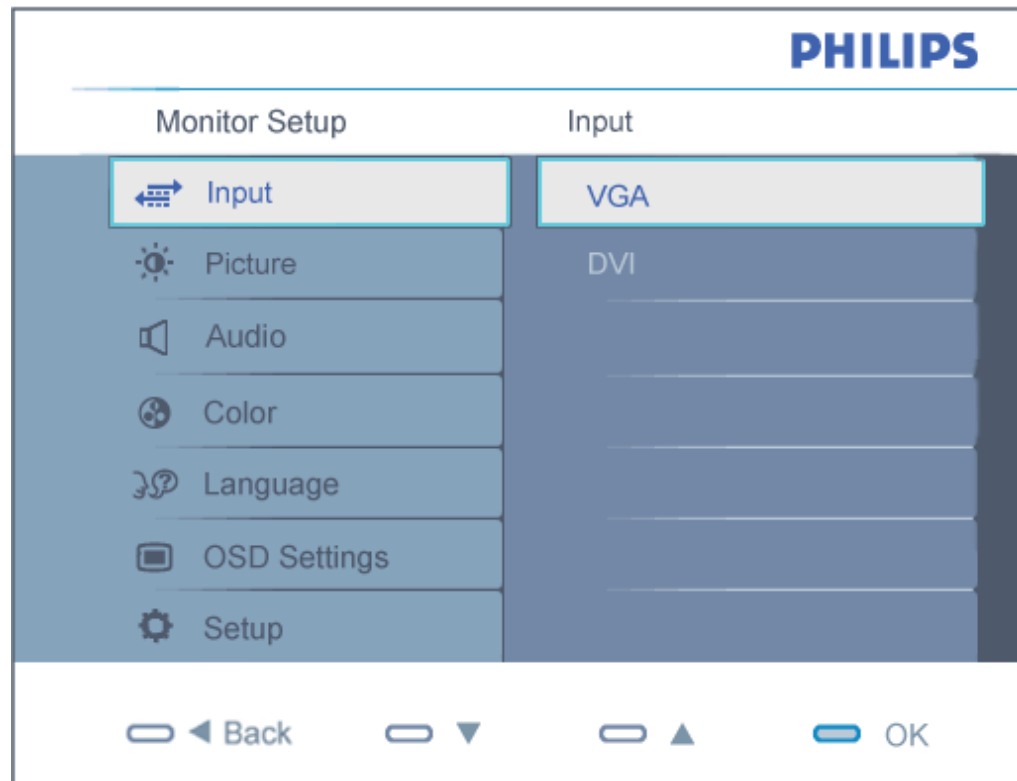 PHILIPS
Monitor Setup
Input
Input
VGA
Picture
DVI
Audio
Color
Language
OSD Settings
Setup
Back
OK